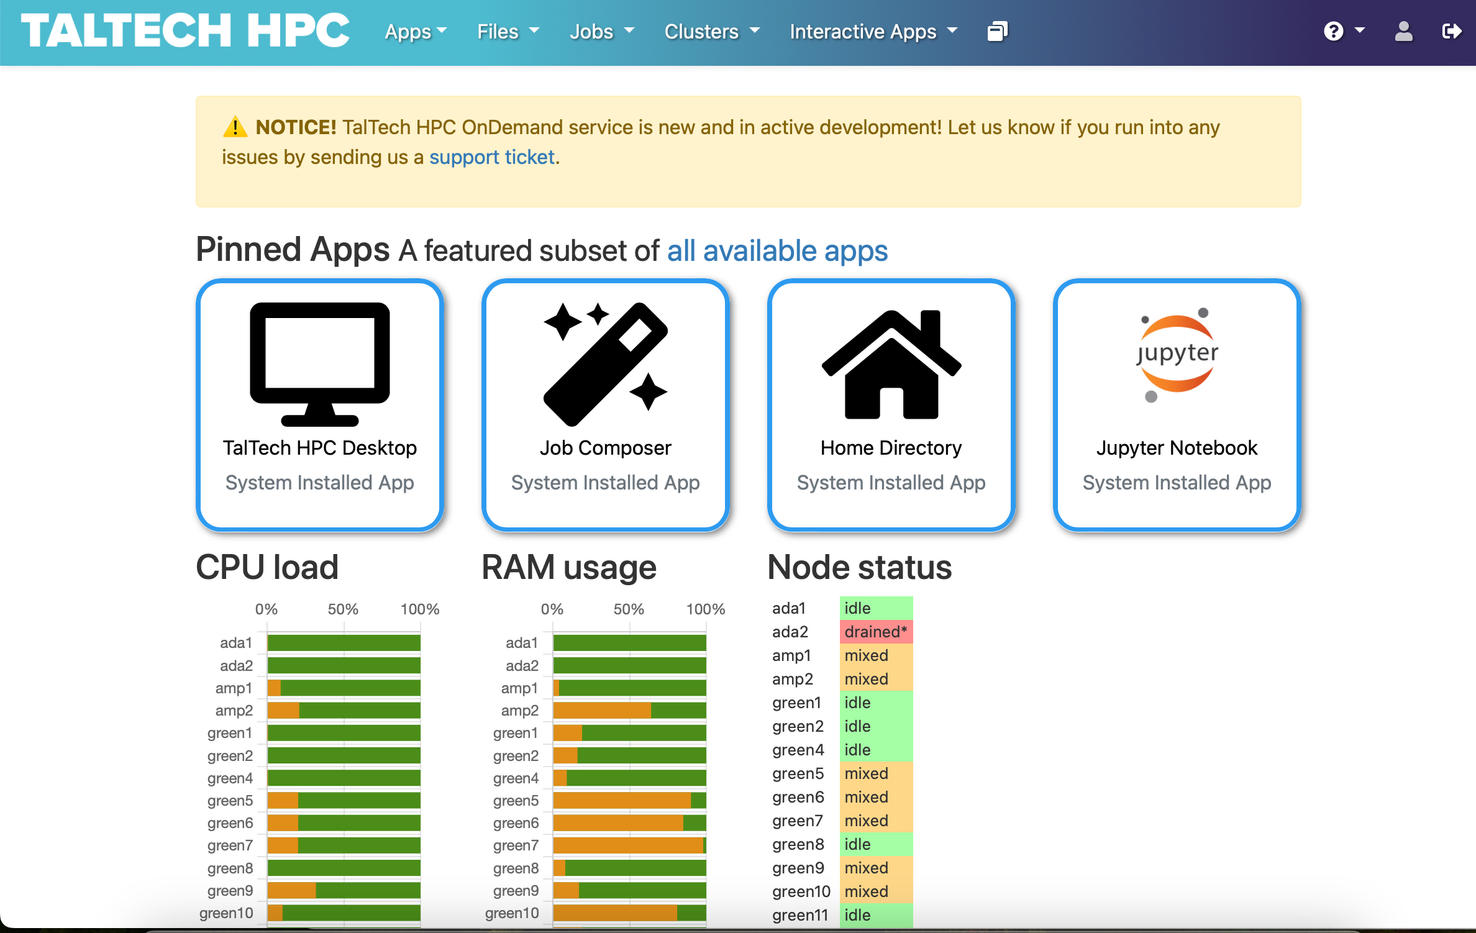 TALTECH HPC Apps Files Jobs Clusters Interactive Apps
NOTICE! TalTech HPC OnDemand service is new and in active development! Let us know if you run into any
issues by sending us a support ticket.
Pinned Apps A featured subset of all available apps
jupyter
TalTech HPC Desktop
System Installed App
Job Composer
System Installed App
Home Directory
System Installed App
Jupyter Notebook
System Installed App
CPU load
0% 50% 100%
ada1
ada2
amp1
amp2
green1
green2
green4
green5
green6
green7
green8
green9
green10
RAM usage
0% 50% 100%
ada1
ada2
amp1
amp2
green1
green2
green4
green5
green6
green7
green8
green9
green10
Node status
ada1 idle
ada2 drained*
amp1 mixed
amp2 mixed
green1 idle
green2 idle
green4 idle
green5 mixed
green6 mixed
green7 mixed
green8 idle
green9 mixed
green10 mixed
green11 idle